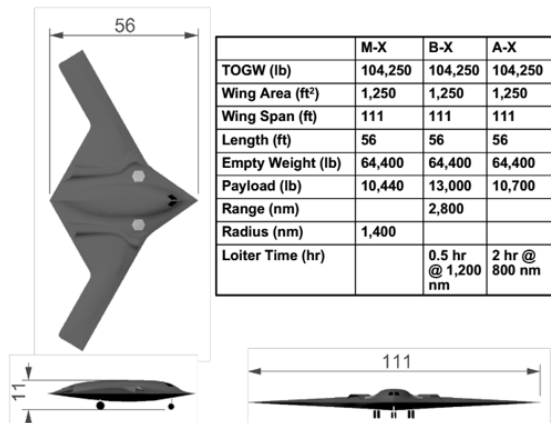 56
M-X B-X A-X
TOGW (lb) 104,250 104,250 104,250
Wing Area (ft²) 1,250 1,250 1,250
Wing Span (ft) 111 111 111
Length (ft) 56 56 56
Empty Weight (lb) 64,400 64,400 64,400
Payload (lb) 10,440 13,000 10,700
Range (nm) 2,800
Radius (nm) 1,400
Loiter Time (hr) 0.5 hr 2 hr @
@ 1,200 800 nm
nm
11
111